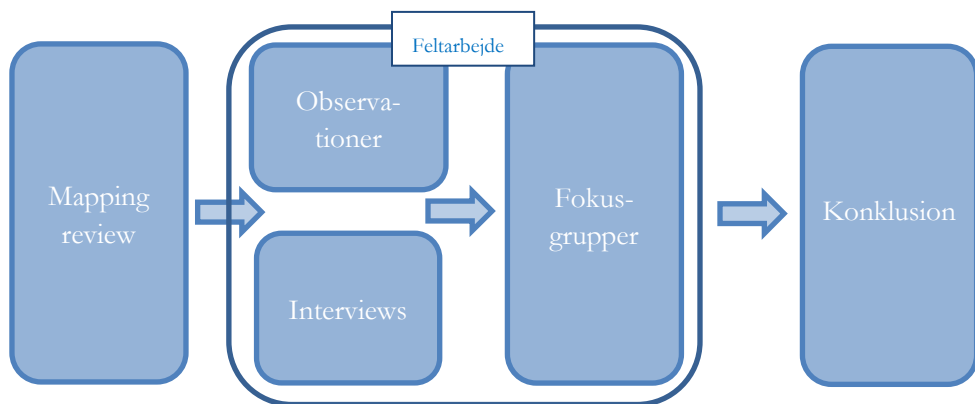 Feltarbejde
Mapping
review
Observa-
tioner
Interviews
Fokus-
grupper
Konklusion